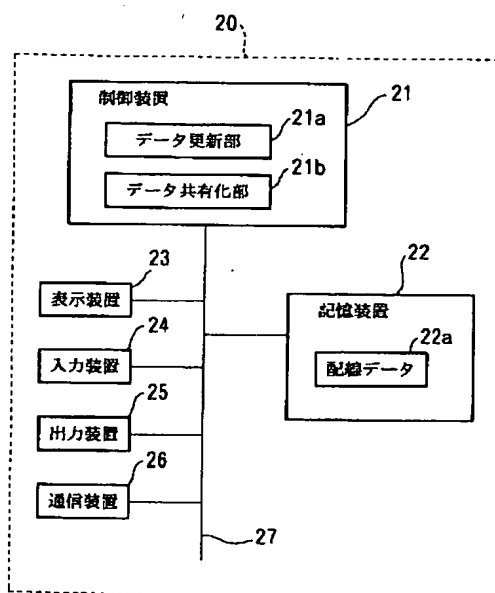 20
制御装置
21
21a
データ更新部
21b
データ共有化部
23
表示装置
22
記憶装置
24
22a
入力装置
配線データ
25
出力装置
26
通信装置
27